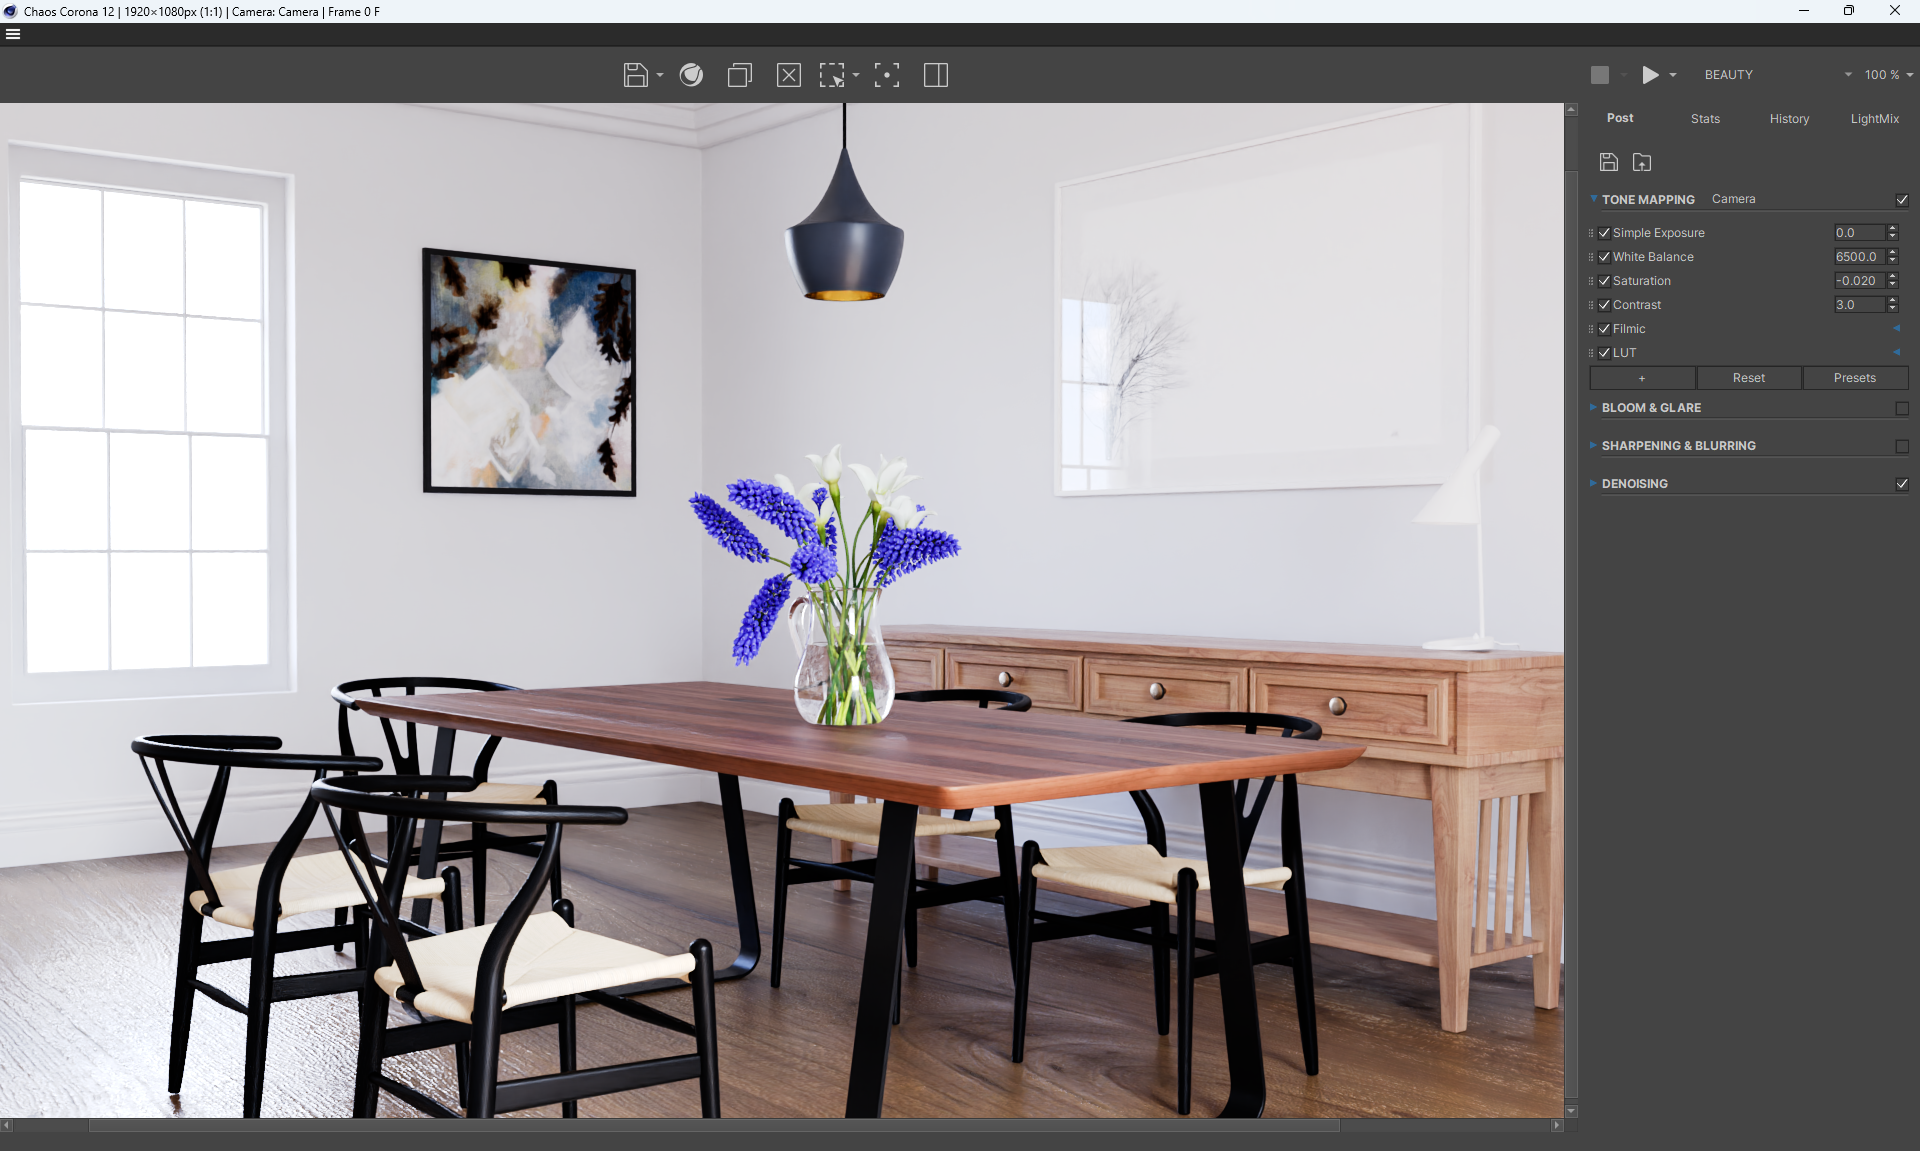 Chaos Corona 12 | 1920×1080px (1:1) | Camera: Camera | Frame 0 F
BEAUTY
100 %
Post
Stats
History
LightMix
TONE MAPPING Camera
Simple Exposure 0.0
White Balance 6500.0
Saturation -0.020
Contrast 3.0
Filmic
LUT
+ Reset Presets
BLOOM & GLARE
SHARPENING & BLURRING
DENOISING